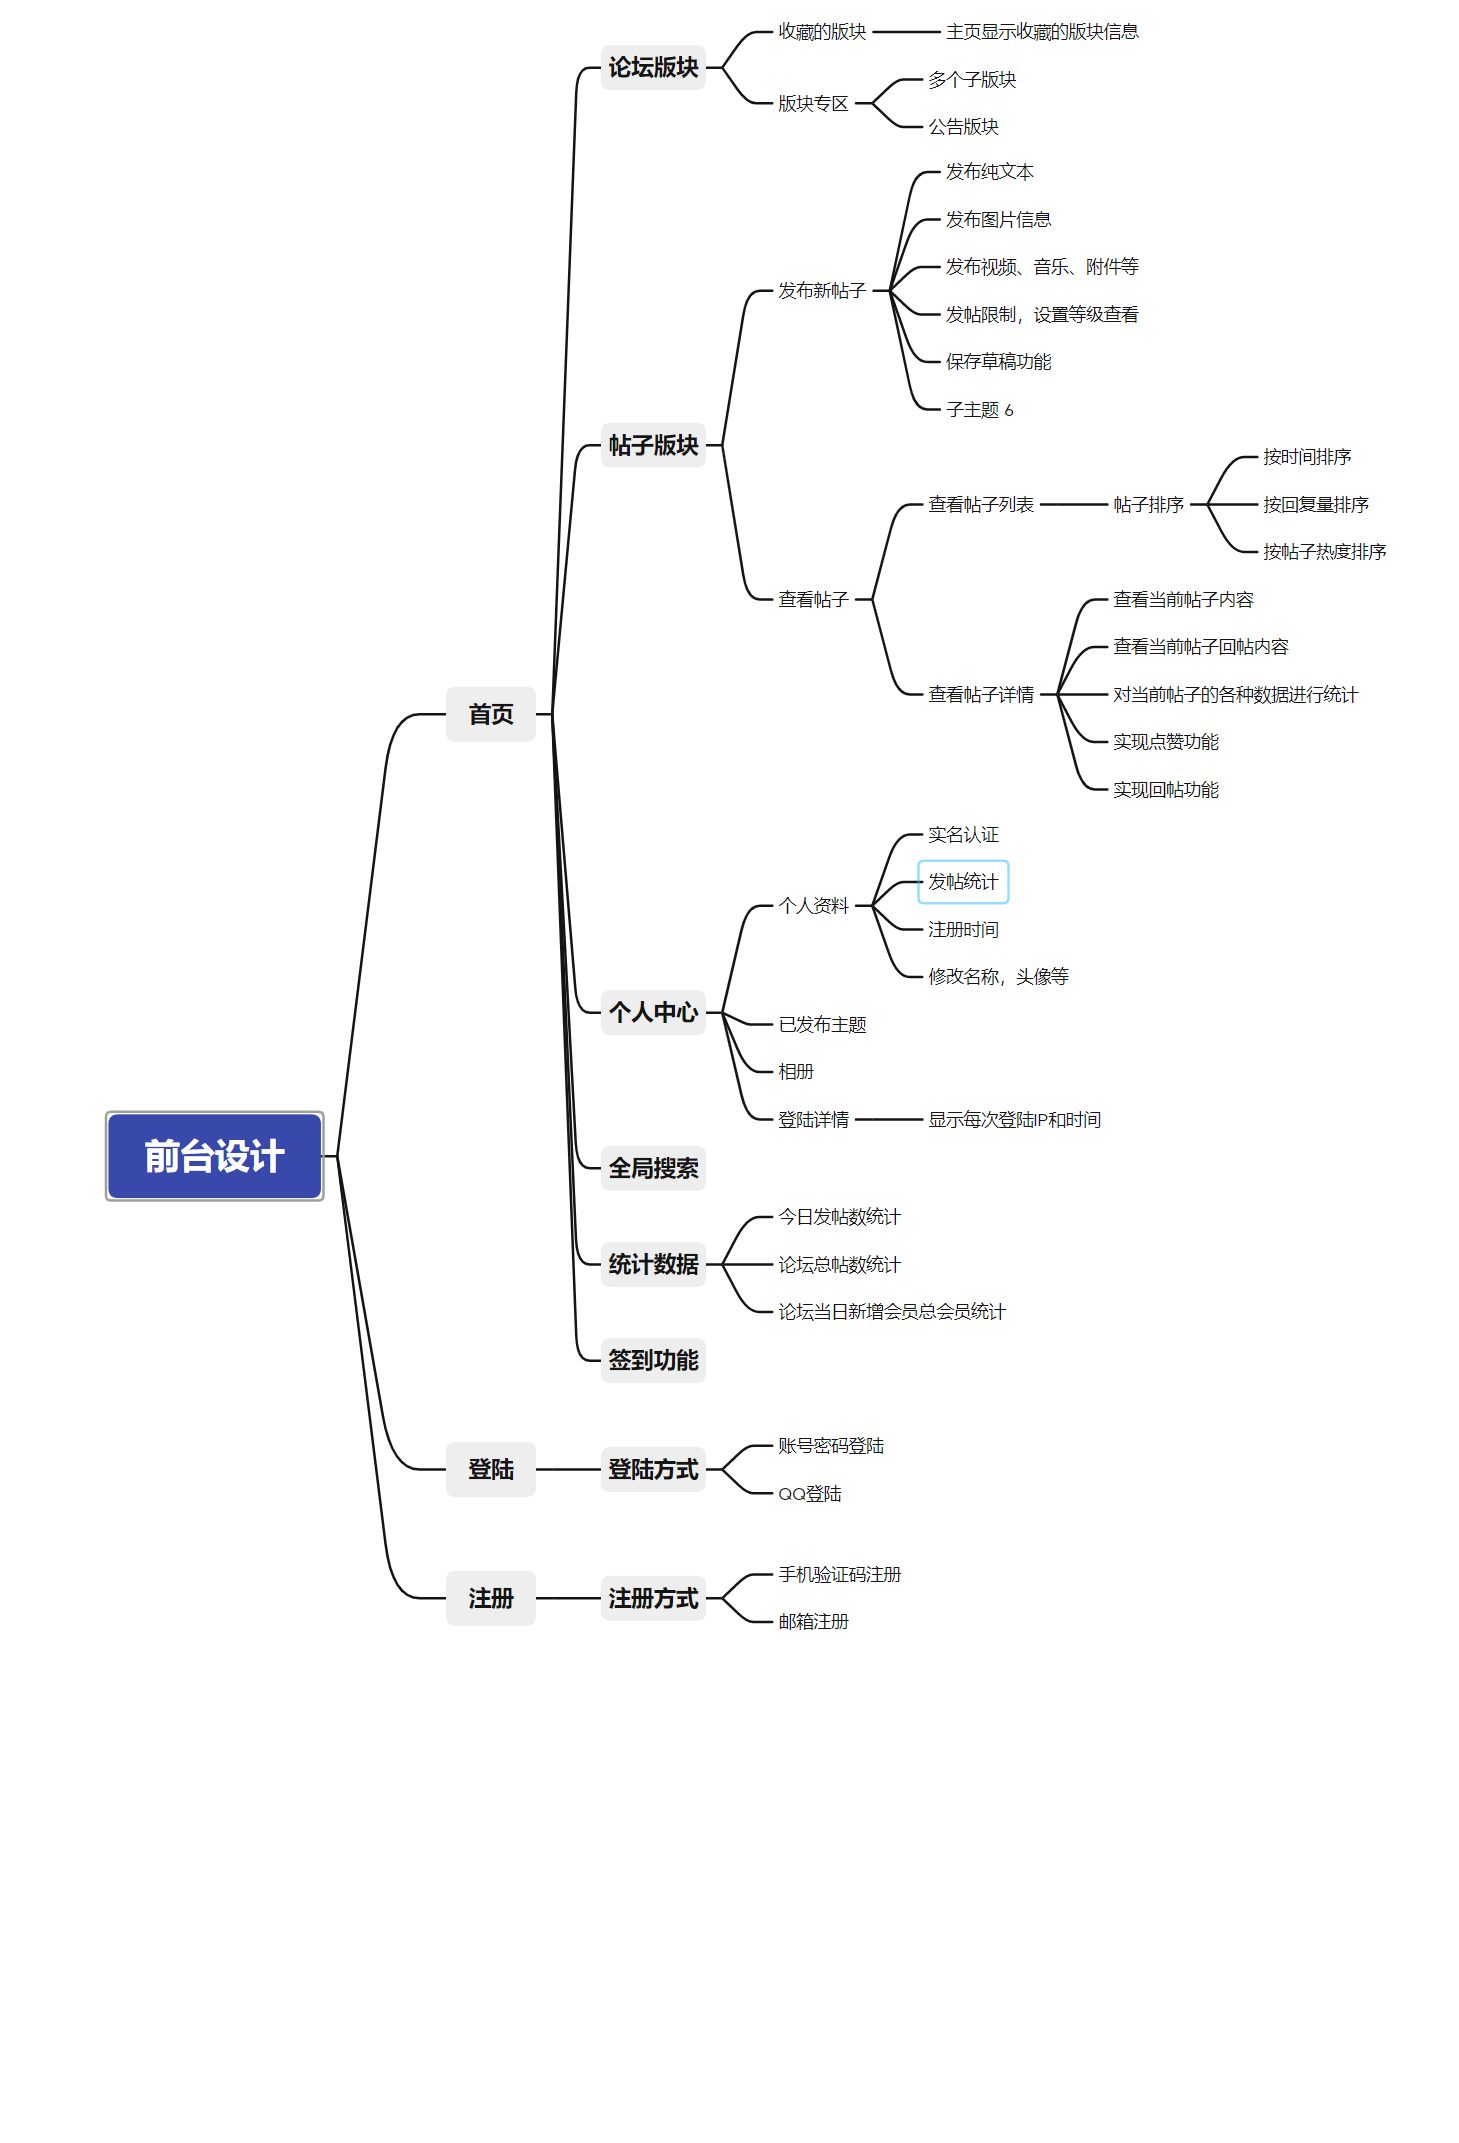 收藏的版块
主页显示收藏的版块信息
论坛版块
多个子版块
版块专区
公告版块
发布纯文本
发布图片信息
发布视频、音乐、附件等
发布新帖子
发帖限制，设置等级查看
保存草稿功能
子主题 6
帖子版块
按时间排序
查看帖子列表
帖子排序
按回复量排序
按帖子热度排序
查看帖子
查看当前帖子内容
查看当前帖子回帖内容
查看帖子详情
对当前帖子的各种数据进行统计
实现点赞功能
实现回帖功能
首页
实名认证
发帖统计
个人资料
注册时间
修改名称，头像等
个人中心
已发布主题
相册
登陆详情
显示每次登陆IP和时间
前台设计
全局搜索
今日发帖数统计
统计数据
论坛总帖数统计
论坛当日新增会员总会员统计
签到功能
账号密码登陆
登陆
登陆方式
QQ登陆
手机验证码注册
注册
注册方式
邮箱注册